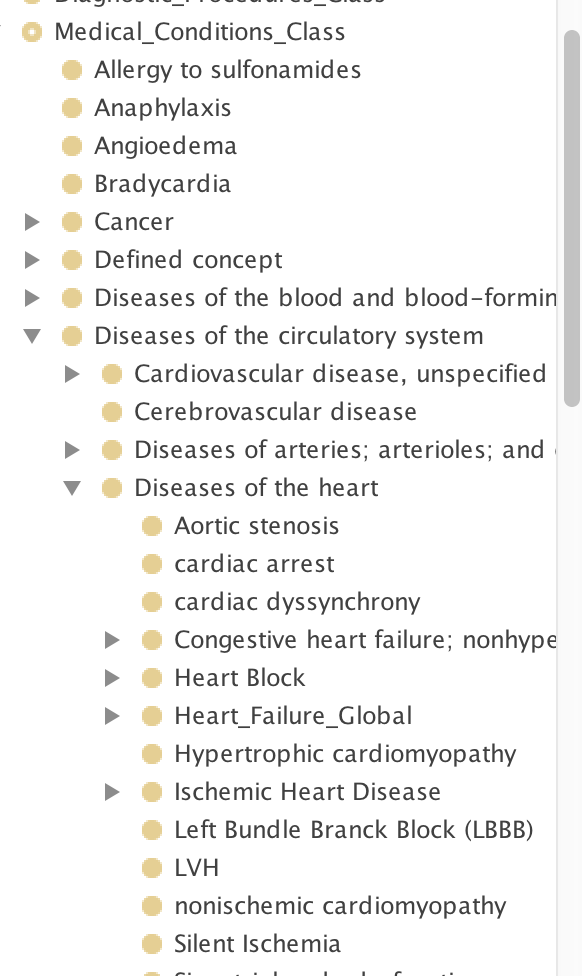 Diagnostic_Procedures_Class
Medical_Conditions_Class
Allergy to sulfonamides
Anaphylaxis
Angioedema
Bradycardia
Cancer
Defined concept
Diseases of the blood and blood-formin
Diseases of the circulatory system
Cardiovascular disease, unspecified
Cerebrovascular disease
Diseases of arteries; arterioles; and
Diseases of the heart
Aortic stenosis
cardiac arrest
cardiac dyssynchrony
Congestive heart failure; nonhype
Heart Block
Heart_Failure_Global
Hypertrophic cardiomyopathy
Ischemic Heart Disease
Left Bundle Branck Block (LBBB)
LVH
nonischemic cardiomyopathy
Silent Ischemia